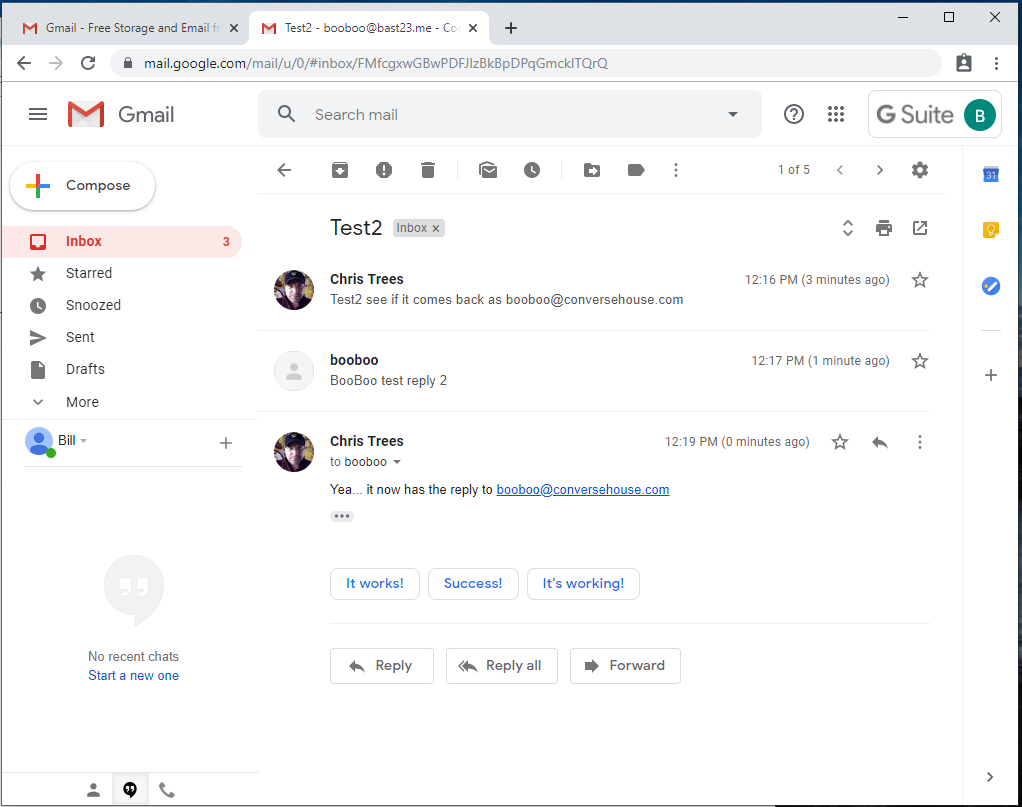 Gmail - Free Storage and Email f
Test2 - booboo@bast23.me - Co
mail.google.com/mail/u/0/#inbox/FMfcgxwGBwPDFJIzBkBpDPqGmckITQrQ
Gmail
Search mail
G Suite
B
Compose
1 of 5
31
Test2
Inbox x
Inbox 3
Starred
Snoozed
Sent
Drafts
More
Bill
Chris Trees
12:16 PM (3 minutes ago)
Test2 see if it comes back as booboo@conversehouse.com
booboo
12:17 PM (1 minute ago)
BooBoo test reply 2
Chris Trees
12:19 PM (0 minutes ago)
to booboo
Yea... it now has the reply to booboo@conversehouse.com
It works!
Success!
It's working!
Reply
Reply all
Forward
No recent chats
Start a new one